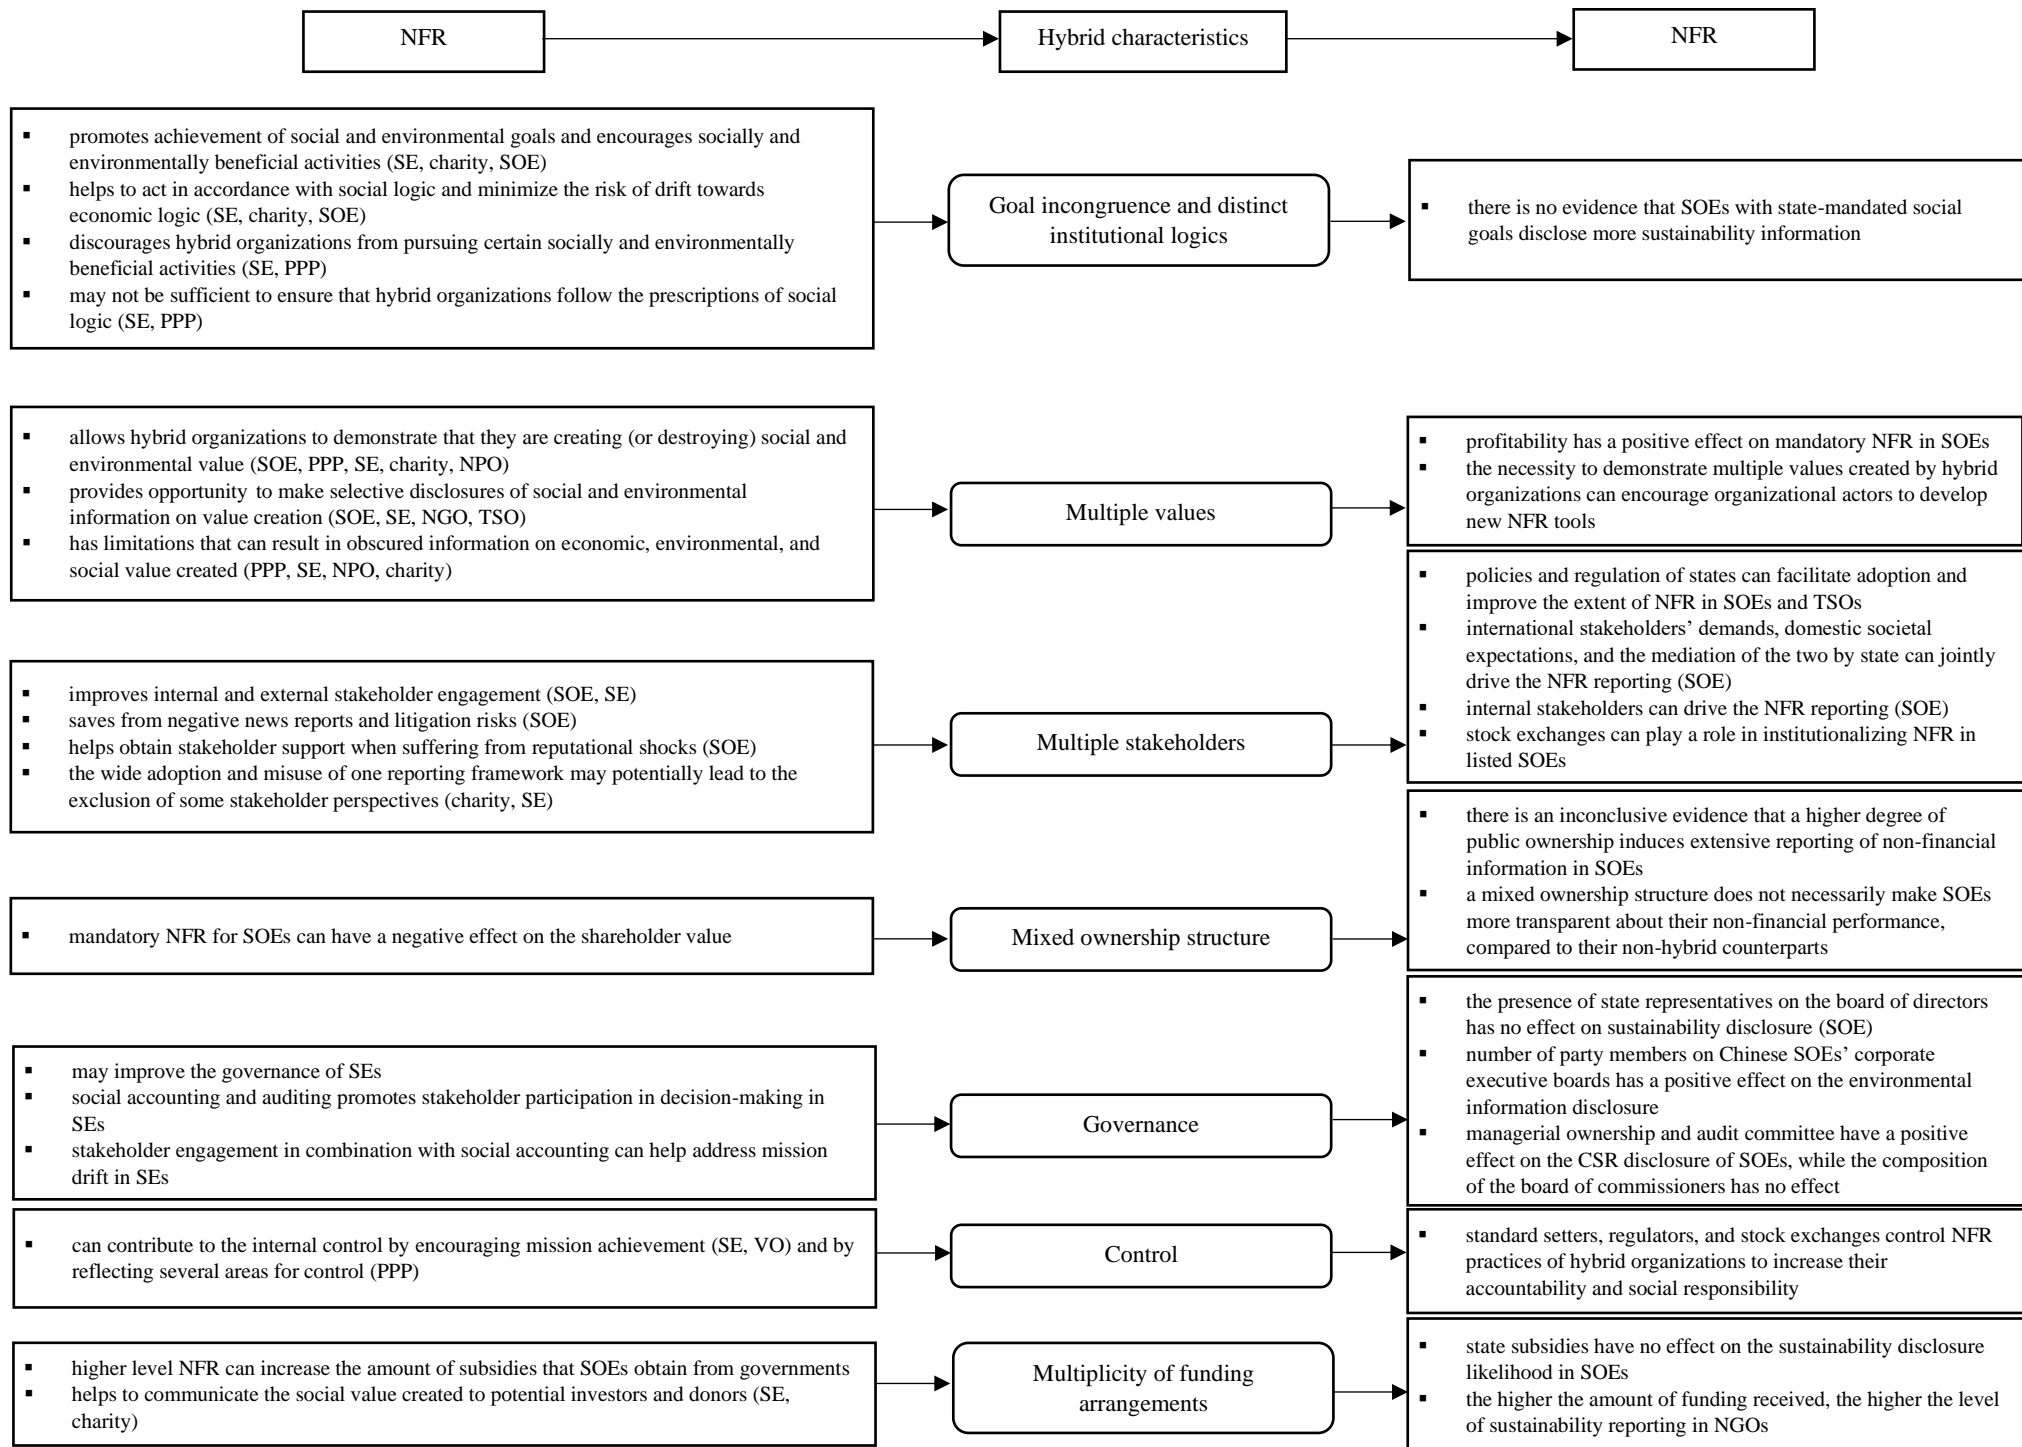 NFR
Hybrid characteristics
NFR
▪ promotes achievement of social and environmental goals and encourages socially and
environmentally beneficial activities (SE, charity, SOE)
▪ helps to act in accordance with social logic and minimize the risk of drift towards
economic logic (SE, charity, SOE)
▪ discourages hybrid organizations from pursuing certain socially and environmentally
beneficial activities (SE, PPP)
▪ may not be sufficient to ensure that hybrid organizations follow the prescriptions of social
logic (SE, PPP)
Goal incongruence and distinct
institutional logics
▪ there is no evidence that SOEs with state-mandated social
goals disclose more sustainability information
▪ allows hybrid organizations to demonstrate that they are creating (or destroying) social and
environmental value (SOE, PPP, SE, charity, NPO)
▪ provides opportunity to make selective disclosures of social and environmental
information on value creation (SOE, SE, NGO, TSO)
▪ has limitations that can result in obscured information on economic, environmental, and
social value created (PPP, SE, NPO, charity)
Multiple values
▪ profitability has a positive effect on mandatory NFR in SOEs
▪ the necessity to demonstrate multiple values created by hybrid
organizations can encourage organizational actors to develop
new NFR tools
▪ improves internal and external stakeholder engagement (SOE, SE)
▪ saves from negative news reports and litigation risks (SOE)
▪ helps obtain stakeholder support when suffering from reputational shocks (SOE)
▪ the wide adoption and misuse of one reporting framework may potentially lead to the
exclusion of some stakeholder perspectives (charity, SE)
Multiple stakeholders
▪ policies and regulation of states can facilitate adoption and
improve the extent of NFR in SOEs and TSOs
▪ international stakeholders’ demands, domestic societal
expectations, and the mediation of the two by state can jointly
drive the NFR reporting (SOE)
▪ internal stakeholders can drive the NFR reporting (SOE)
▪ stock exchanges can play a role in institutionalizing NFR in
listed SOEs
▪ mandatory NFR for SOEs can have a negative effect on the shareholder value
Mixed ownership structure
▪ there is an inconclusive evidence that a higher degree of
public ownership induces extensive reporting of non-financial
information in SOEs
▪ a mixed ownership structure does not necessarily make SOEs
more transparent about their non-financial performance,
compared to their non-hybrid counterparts
▪ may improve the governance of SEs
▪ social accounting and auditing promotes stakeholder participation in decision-making in
SEs
▪ stakeholder engagement in combination with social accounting can help address mission
drift in SEs
Governance
▪ the presence of state representatives on the board of directors
has no effect on sustainability disclosure (SOE)
▪ number of party members on Chinese SOEs’ corporate
executive boards has a positive effect on the environmental
information disclosure
▪ managerial ownership and audit committee have a positive
effect on the CSR disclosure of SOEs, while the composition
of the board of commissioners has no effect
▪ can contribute to the internal control by encouraging mission achievement (SE, VO) and by
reflecting several areas for control (PPP)
Control
▪ standard setters, regulators, and stock exchanges control NFR
practices of hybrid organizations to increase their
accountability and social responsibility
▪ higher level NFR can increase the amount of subsidies that SOEs obtain from governments
▪ helps to communicate the social value created to potential investors and donors (SE,
charity)
Multiplicity of funding
arrangements
▪ state subsidies have no effect on the sustainability disclosure
likelihood in SOEs
▪ the higher the amount of funding received, the higher the level
of sustainability reporting in NGOs